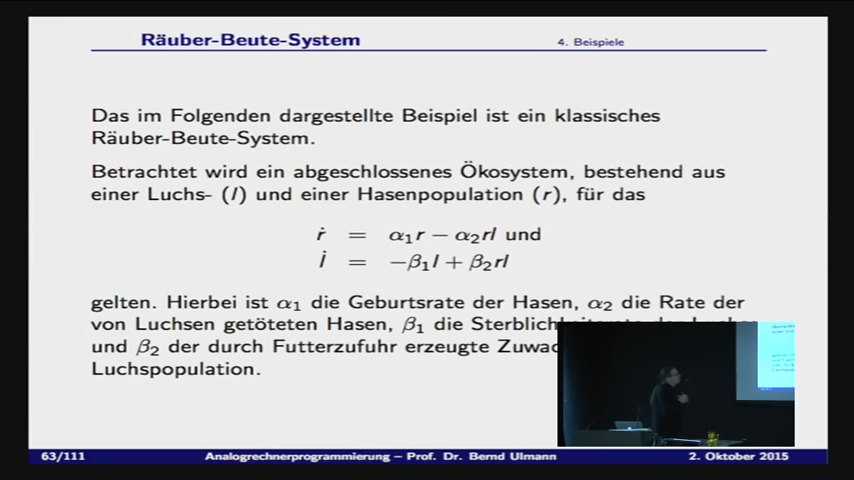 Räuber-Beute-System
4. Beispiele
Das im Folgenden dargestellte Beispiel ist ein klassisches
Räuber-Beute-System.
Betrachtet wird ein abgeschlossenes Ökosystem, bestehend aus
einer Luchs- (l) und einer Hasenpopulation (r), für das
ṙ = α₁r − α₂rl und
l̇ = −β₁l + β₂rl
gelten. Hierbei ist α₁ die Geburtsrate der Hasen, α₂ die Rate der
von Luchsen getöteten Hasen, β₁ die
und β₂ der durch Futterzufuhr erzeugte
Luchspopulation.
63/111
Analogrechnerprogrammierung – Prof. Dr. Bernd Ulmann
2. Oktober 2015